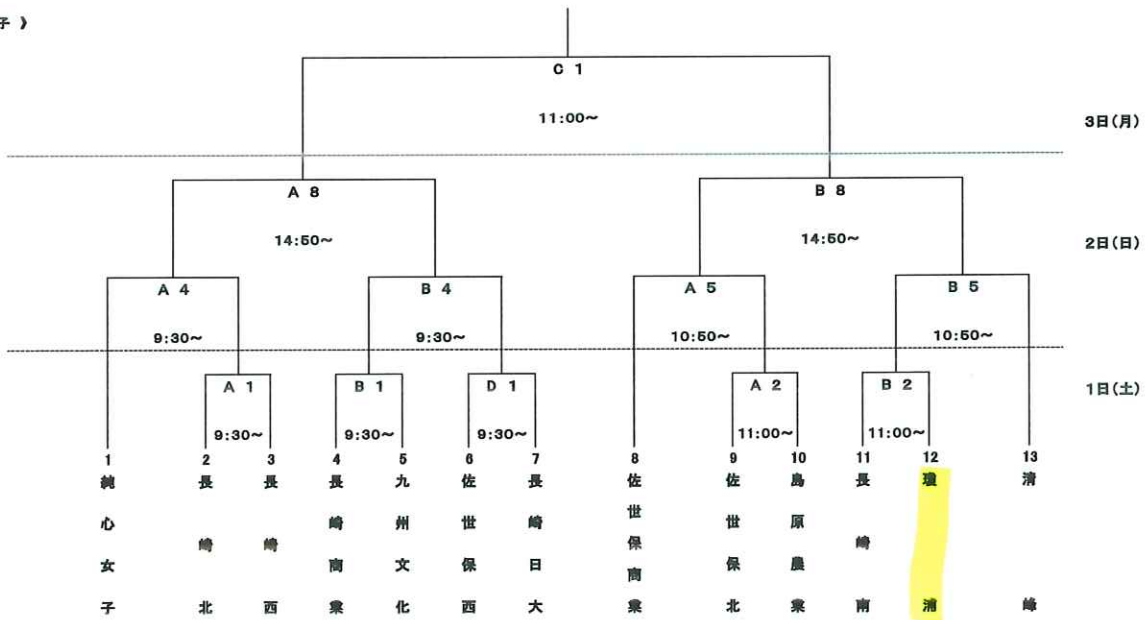 子 》
C 1
11:00~
3日(月)
A 8
B 8
14:50~
14:50~
2日(日)
A 4
B 4
A 5
B 5
9:30~
9:30~
10:50~
10:50~
A 1
B 1
D 1
A 2
B 2
1日(土)
9:30~
9:30~
9:30~
11:00~
11:00~
1 純心女子
2 長崎北
3 長崎西
4 長崎商業
5 九州文化
6 佐世保西
7 長崎日大
8 佐世保商業
9 佐世保北
10 島原農業
11 長崎南
12 瓊浦
13 清峰